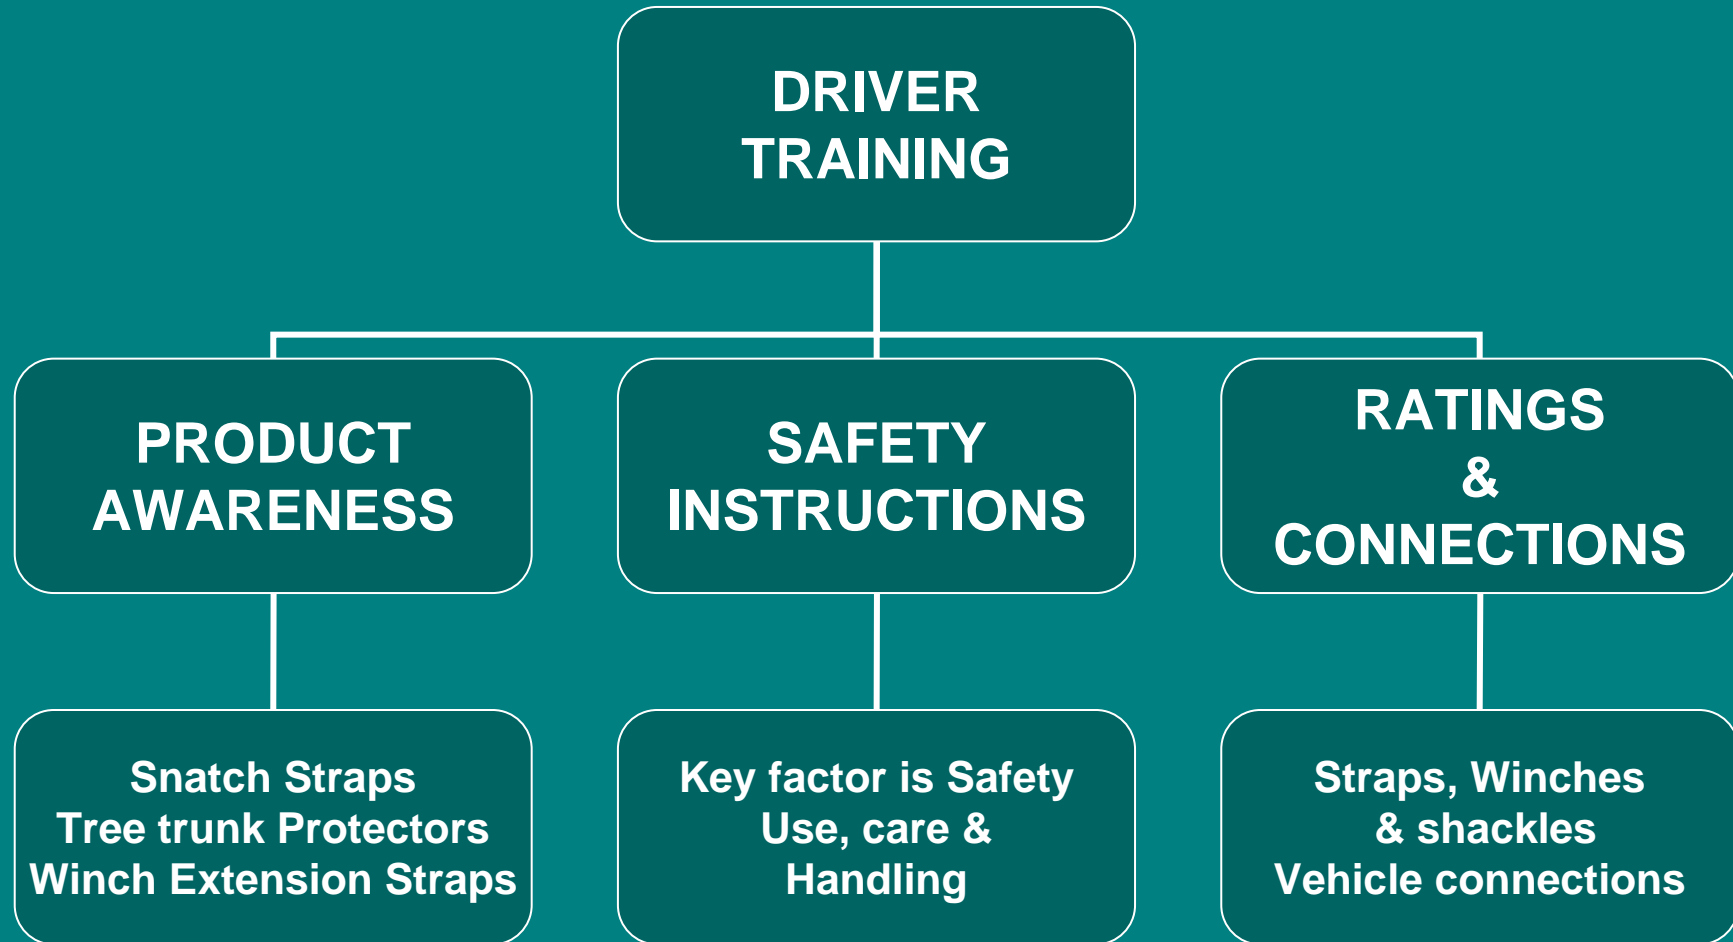 DRIVER
TRAINING
PRODUCT
AWARENESS
SAFETY
INSTRUCTIONS
RATINGS
&
CONNECTIONS
Snatch Straps
Tree trunk Protectors
Winch Extension Straps
Key factor is Safety
Use, care &
Handling
Straps, Winches
& shackles
Vehicle connections